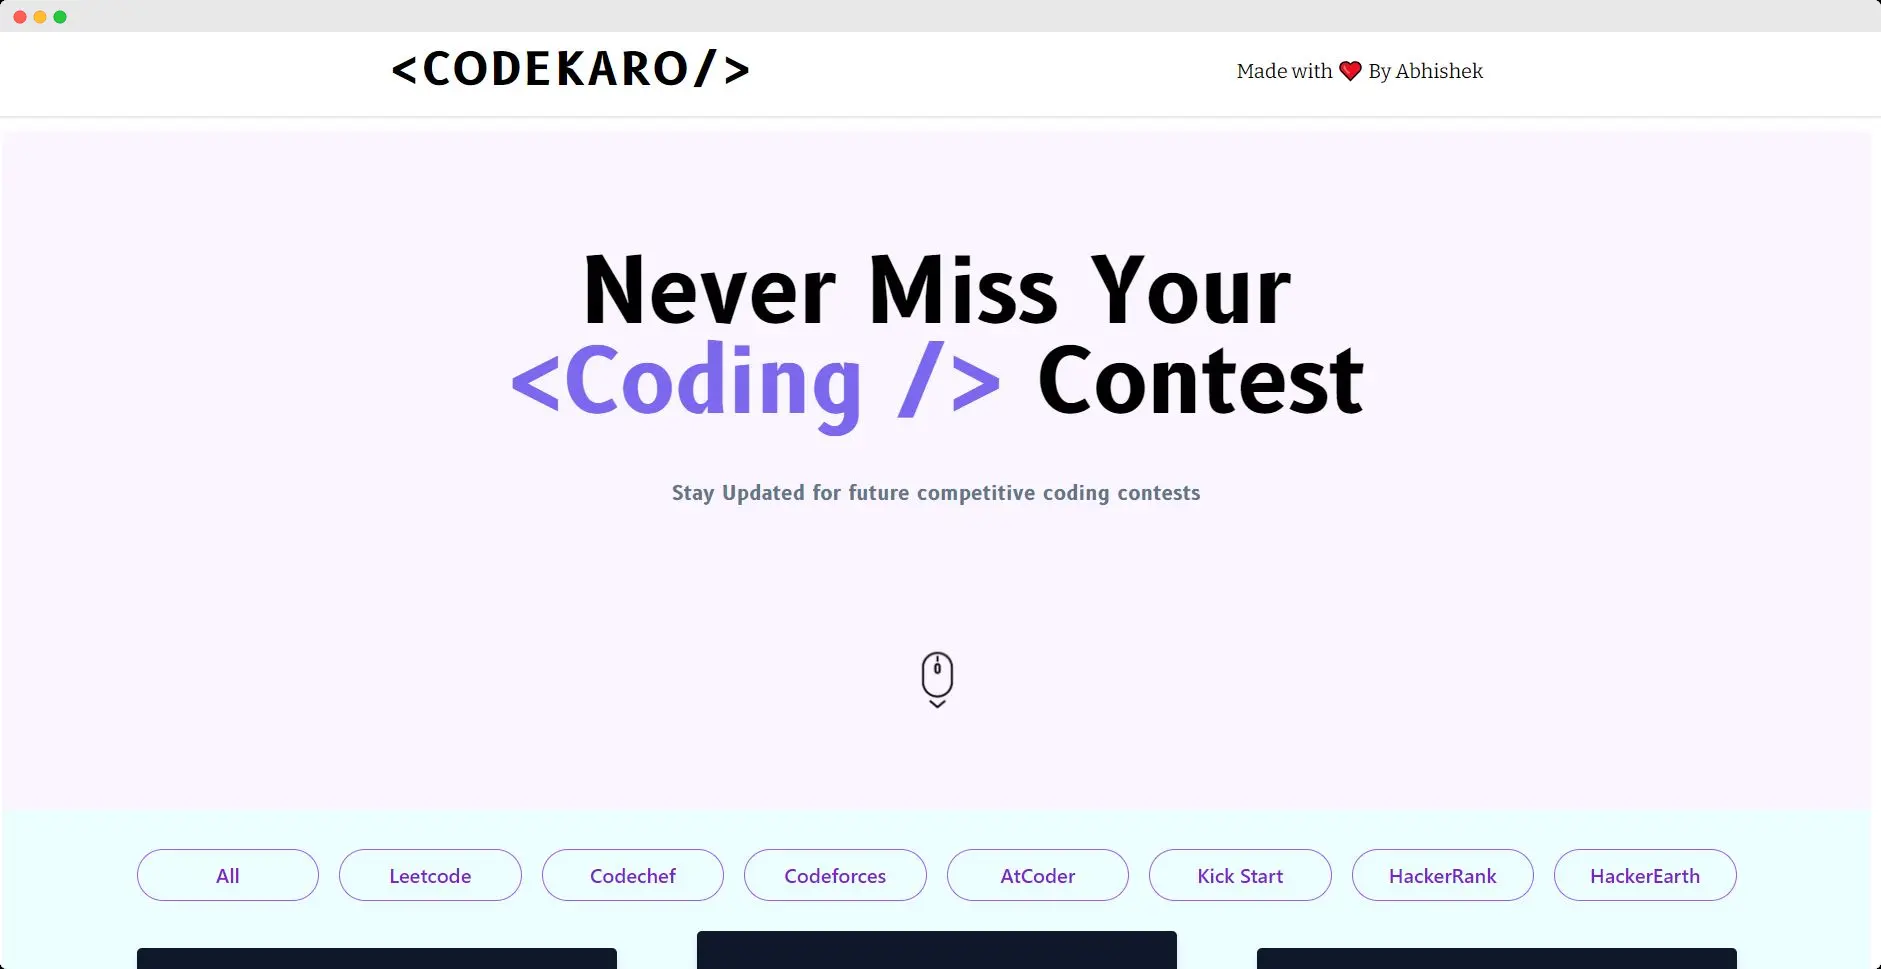 <CODEKARO/>
Made with ❤️ By Abhishek
Never Miss Your
<Coding /> Contest
Stay Updated for future competitive coding contests
All
Leetcode
Codechef
Codeforces
AtCoder
Kick Start
HackerRank
HackerEarth